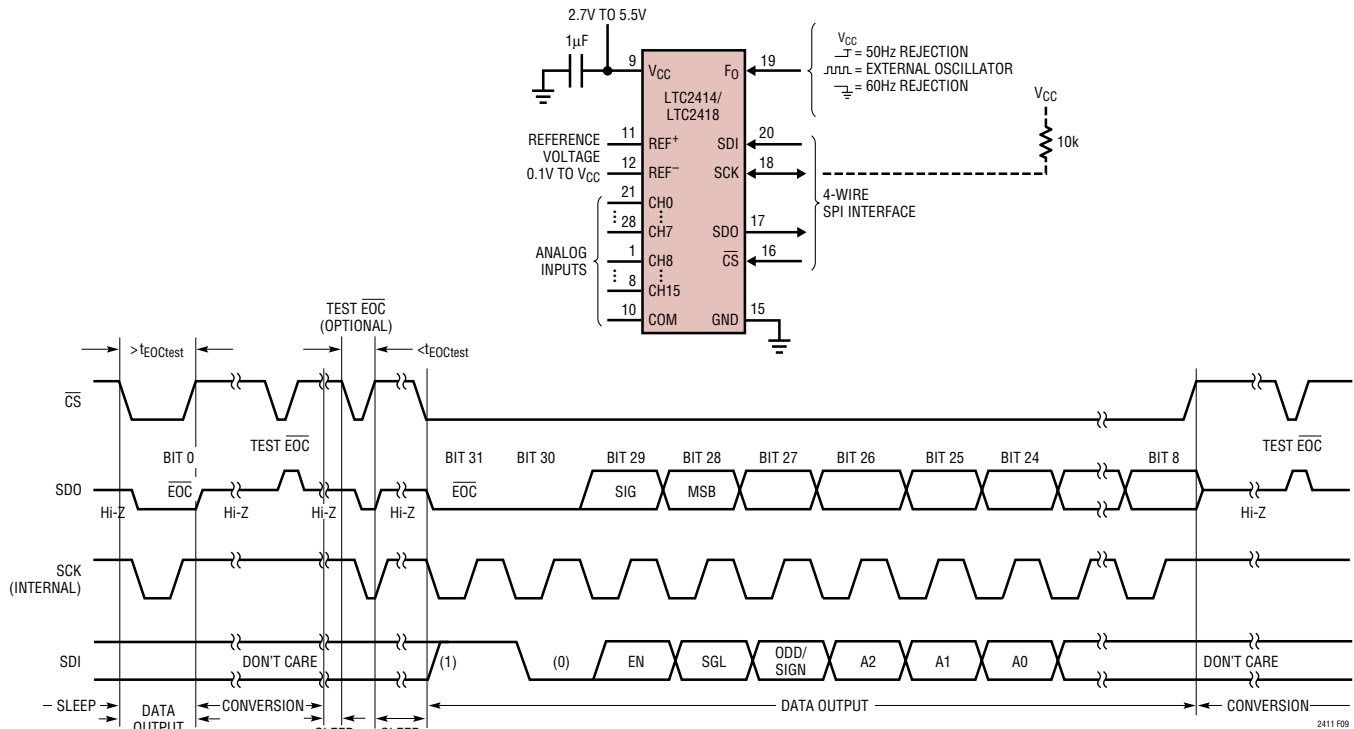 2.7V TO 5.5V
1µF
9
VCC
LTC2414/
LTC2418
FO
19
VCC
= 50Hz REJECTION
= EXTERNAL OSCILLATOR
= 60Hz REJECTION
VCC
10k
REFERENCE
VOLTAGE
0.1V TO VCC
11
REF+
12
REF–
SDI
20
SCK
18
4-WIRE
SPI INTERFACE
ANALOG
INPUTS
21
CH0
28
CH7
1
CH8
8
CH15
10
COM
SDO
17
CS
16
GND
15
TEST EOC
(OPTIONAL)
>tEOCtest
<tEOCtest
CS
TEST EOC
TEST EOC
BIT 0
BIT 31
BIT 30
BIT 29
BIT 28
BIT 27
BIT 26
BIT 25
BIT 24
BIT 8
SDO
EOC
EOC
SIG
MSB
Hi-Z
Hi-Z
Hi-Z
Hi-Z
Hi-Z
SCK
(INTERNAL)
SDI
DON'T CARE
(1)
(0)
EN
SGL
ODD/
SIGN
A2
A1
A0
DON'T CARE
SLEEP
DATA
OUTPUT
CONVERSION
SLEEP
SLEEP
DATA OUTPUT
CONVERSION
2411 F09